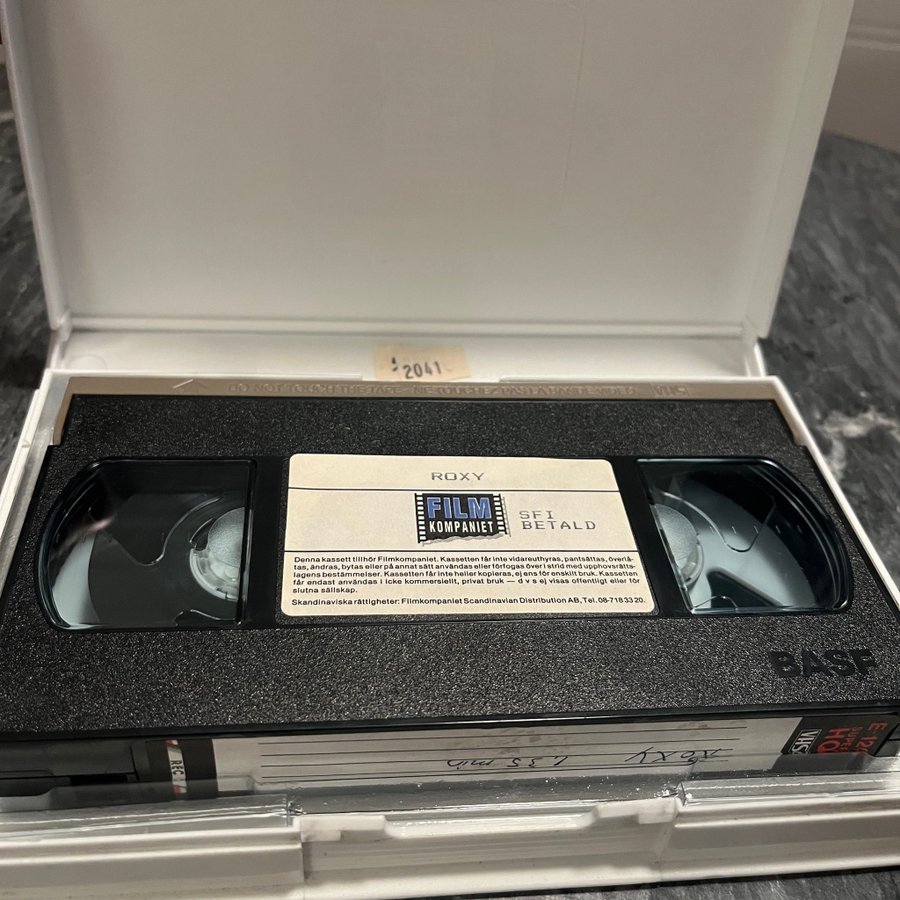 2041
DO NOT TOUCH THE TAPE
ROXY
FILM
KOMPANIET
SFI
BETALD
Denna kassett tillhör Filmkompaniet. Kassetten får inte vidareuthyras, pantsättas, överlå-
tas, ändras, bytas eller på annat sätt användas eller förfogas över i strid med upphovsrätts-
lagens bestämmelser. Kassetten får inte heller kopieras, ej ens för enskilt bruk. Kassetten
får endast användas i icke kommersiellt, privat bruk — d v s ej visas offentligt eller för
slutna sällskap.
Skandinaviska rättigheter: Filmkompaniet Scandinavian Distribution AB, Tel. 08-718 33 20.
BASF
REC
ROXY
min
VHS